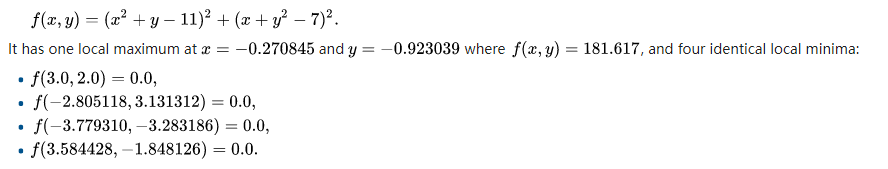 f(x, y) = (x² + y − 11)² + (x + y² − 7)².
It has one local maximum at x = −0.270845 and y = −0.923039 where f(x, y) = 181.617, and four identical local minima:
• f(3.0, 2.0) = 0.0,
• f(−2.805118, 3.131312) = 0.0,
• f(−3.779310, −3.283186) = 0.0,
• f(3.584428, −1.848126) = 0.0.